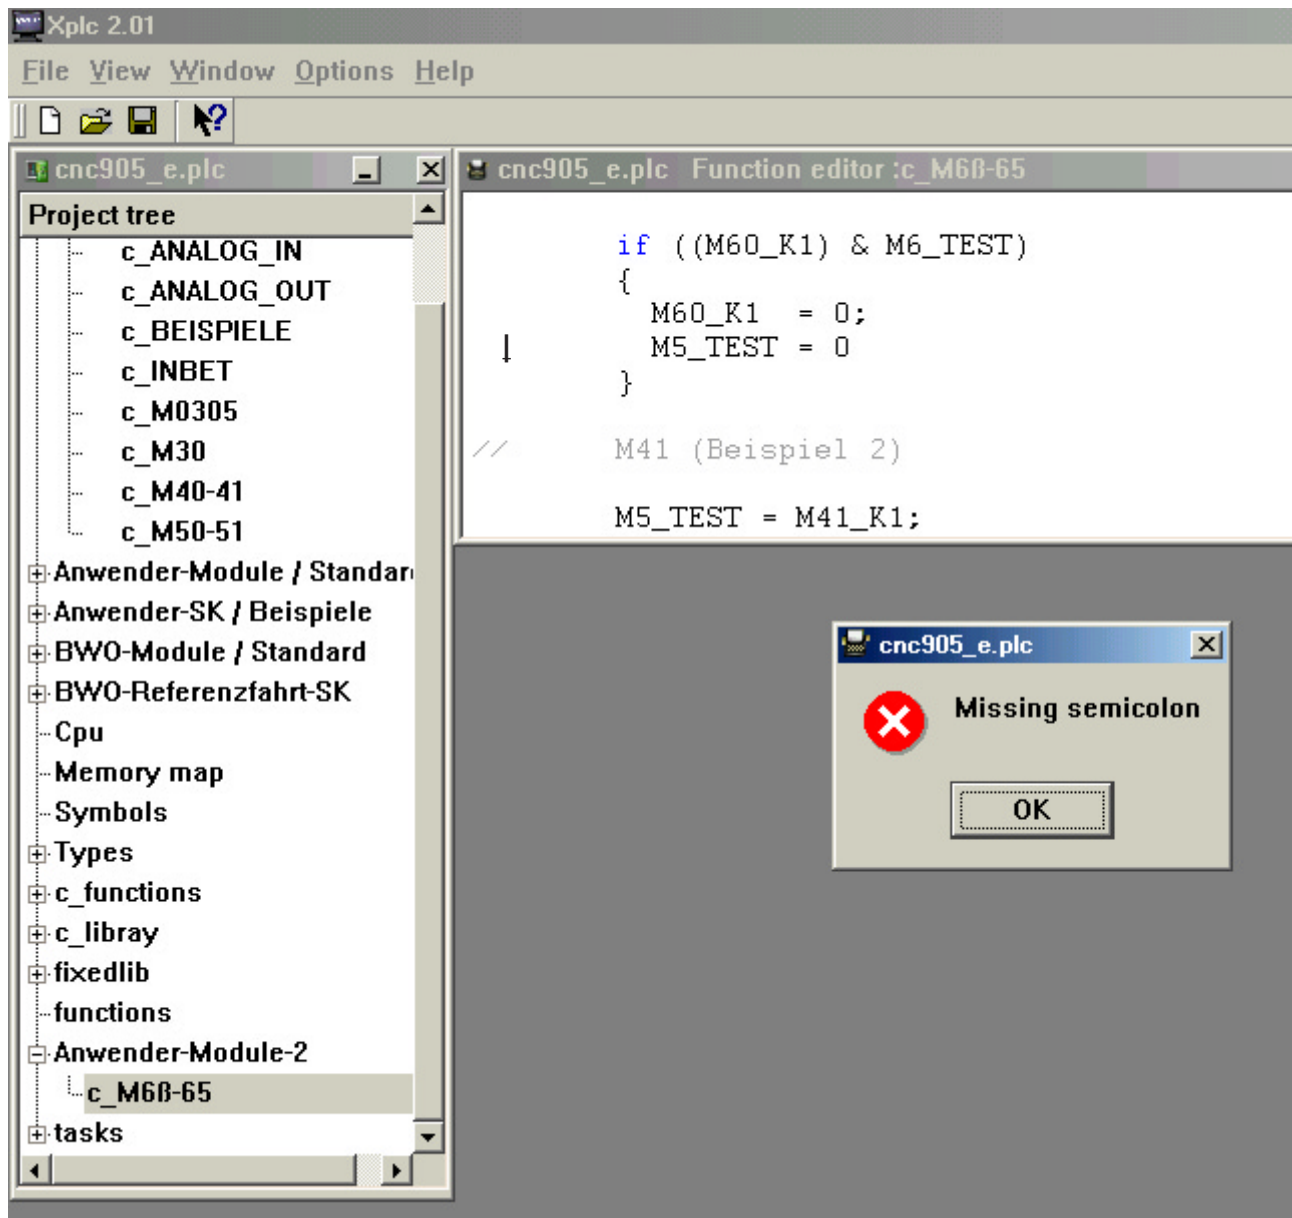 Xplc 2.01
File View Window Options Help
cnc905_e.plc
Project tree
c_ANALOG_IN
c_ANALOG_OUT
c_BEISPIELE
c_INBET
c_M0305
c_M30
c_M40-41
c_M50-51
Anwender-Module / Standar
Anwender-SK / Beispiele
BWO-Module / Standard
BWO-Referenzfahrt-SK
Cpu
Memory map
Symbols
Types
c_functions
c_libray
fixedlib
functions
Anwender-Module-2
c_M6ß-65
tasks
cnc905_e.plc Function editor :c_M6ß-65
if ((M60_K1) & M6_TEST)
{
M60_K1 = 0;
M5_TEST = 0
}
// M41 (Beispiel 2)
M5_TEST = M41_K1;
cnc905_e.plc
Missing semicolon
OK